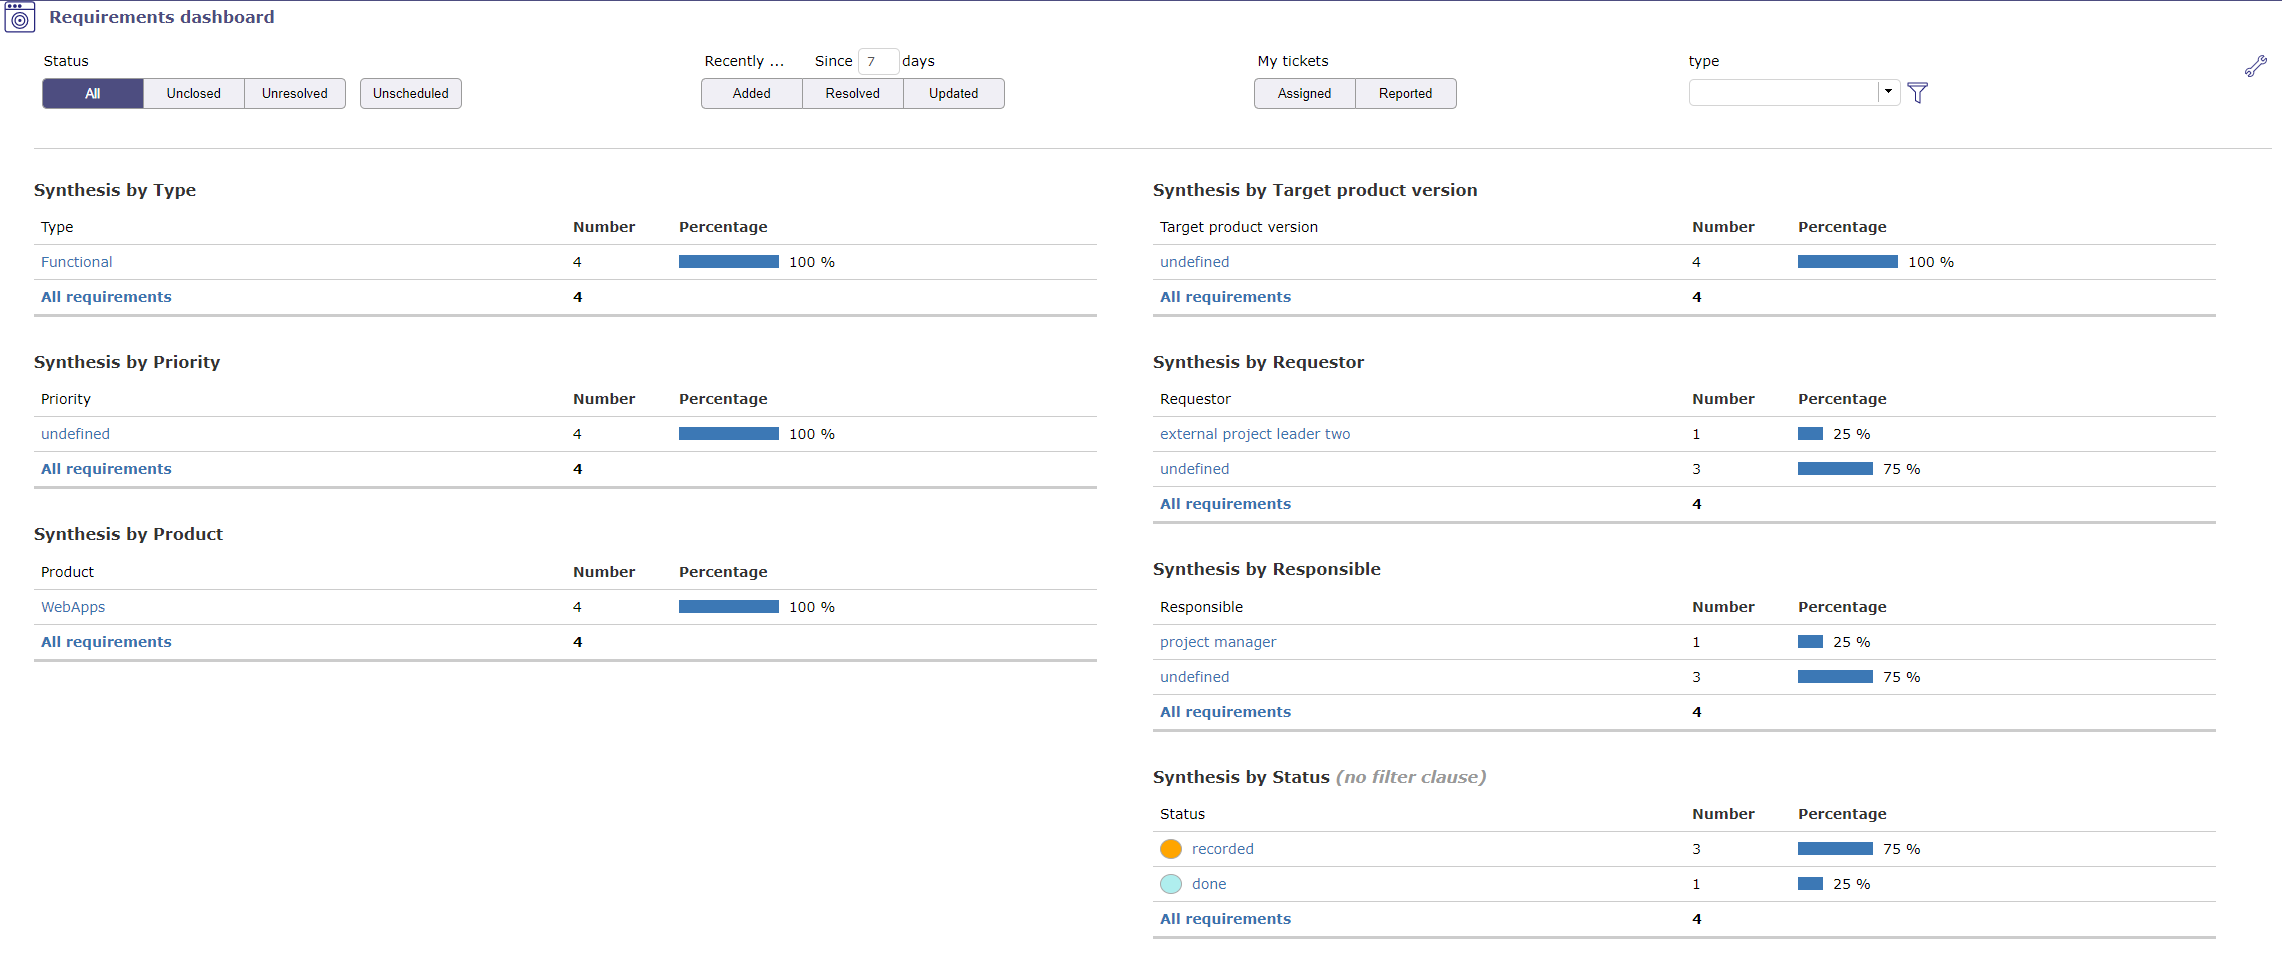 Requirements dashboard
Status
All Unclosed Unresolved Unscheduled
Recently ... Since 7 days
Added Resolved Updated
My tickets
Assigned Reported
type
Synthesis by Type
Type Number Percentage
Functional 4 100 %
All requirements 4
Synthesis by Priority
Priority Number Percentage
undefined 4 100 %
All requirements 4
Synthesis by Product
Product Number Percentage
WebApps 4 100 %
All requirements 4
Synthesis by Target product version
Target product version Number Percentage
undefined 4 100 %
All requirements 4
Synthesis by Requestor
Requestor Number Percentage
external project leader two 1 25 %
undefined 3 75 %
All requirements 4
Synthesis by Responsible
Responsible Number Percentage
project manager 1 25 %
undefined 3 75 %
All requirements 4
Synthesis by Status (no filter clause)
Status Number Percentage
recorded 3 75 %
done 1 25 %
All requirements 4